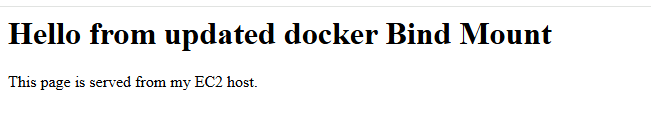 Hello from updated docker Bind Mount
This page is served from my EC2 host.